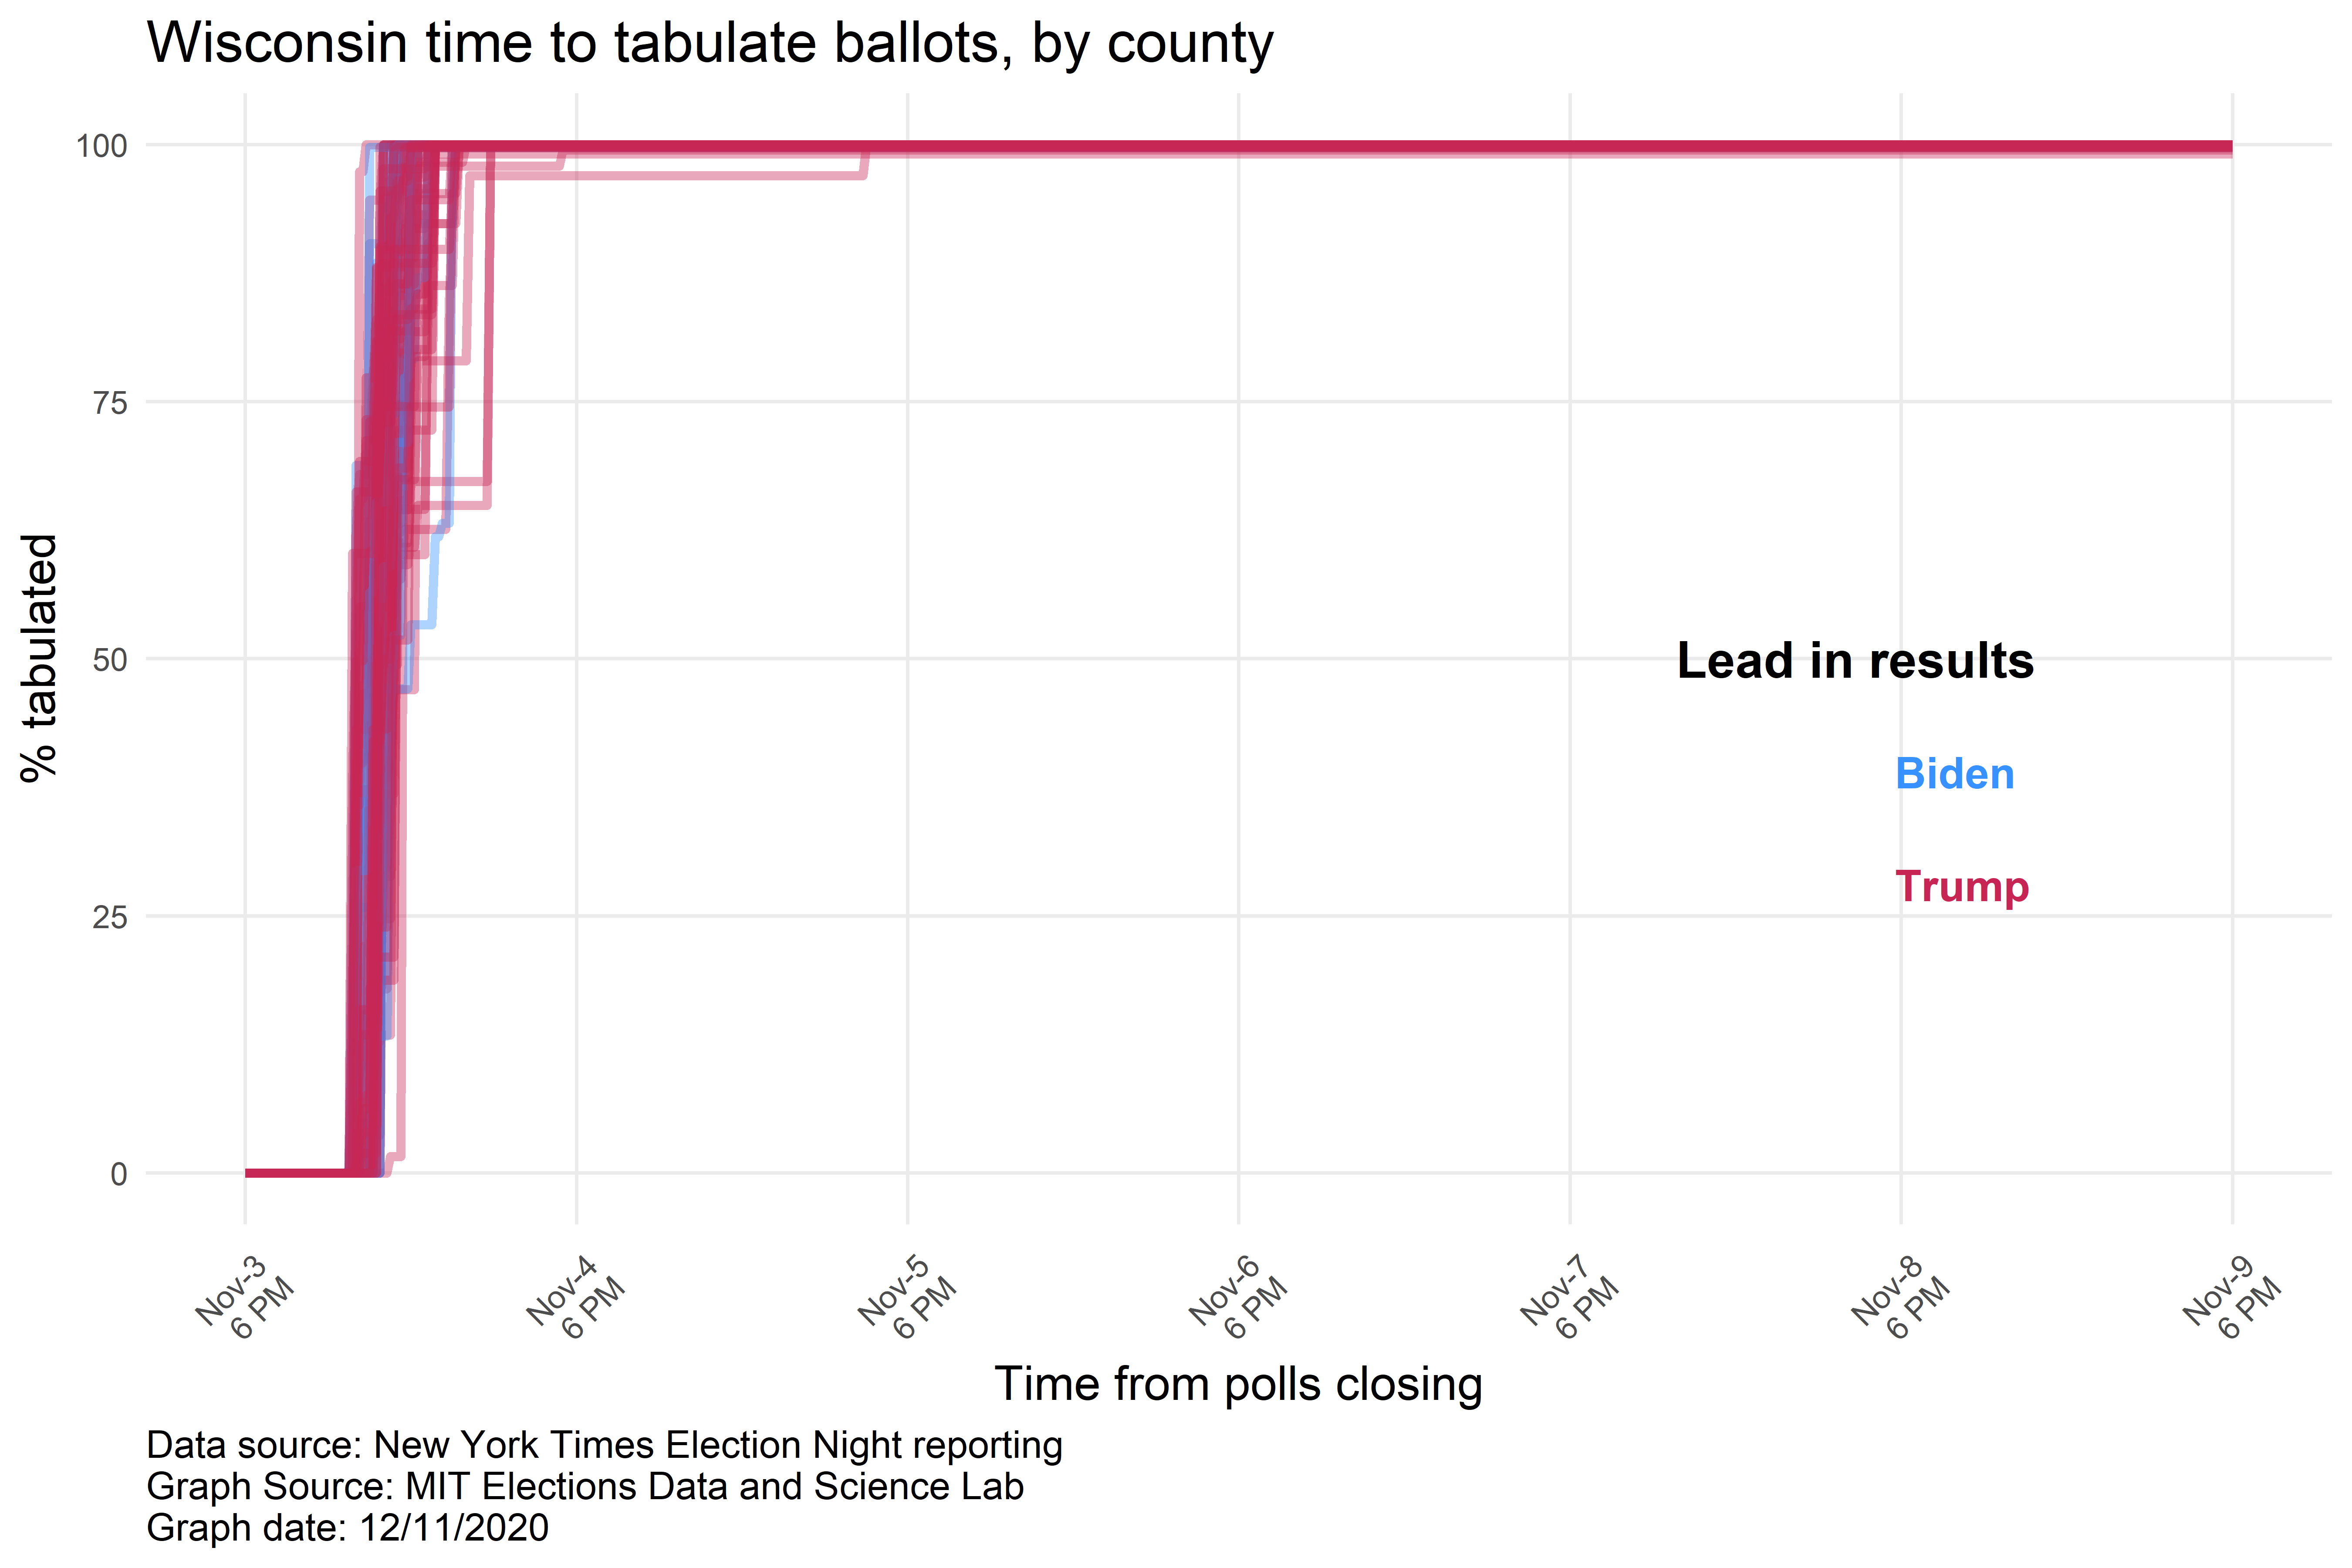 Wisconsin time to tabulate ballots, by county
100
75
50
25
0
% tabulated
Lead in results
Biden
Trump
Nov-3
6 PM
Nov-4
6 PM
Nov-5
6 PM
Nov-6
6 PM
Nov-7
6 PM
Nov-8
6 PM
Nov-9
6 PM
Time from polls closing
Data source: New York Times Election Night reporting
Graph Source: MIT Elections Data and Science Lab
Graph date: 12/11/2020